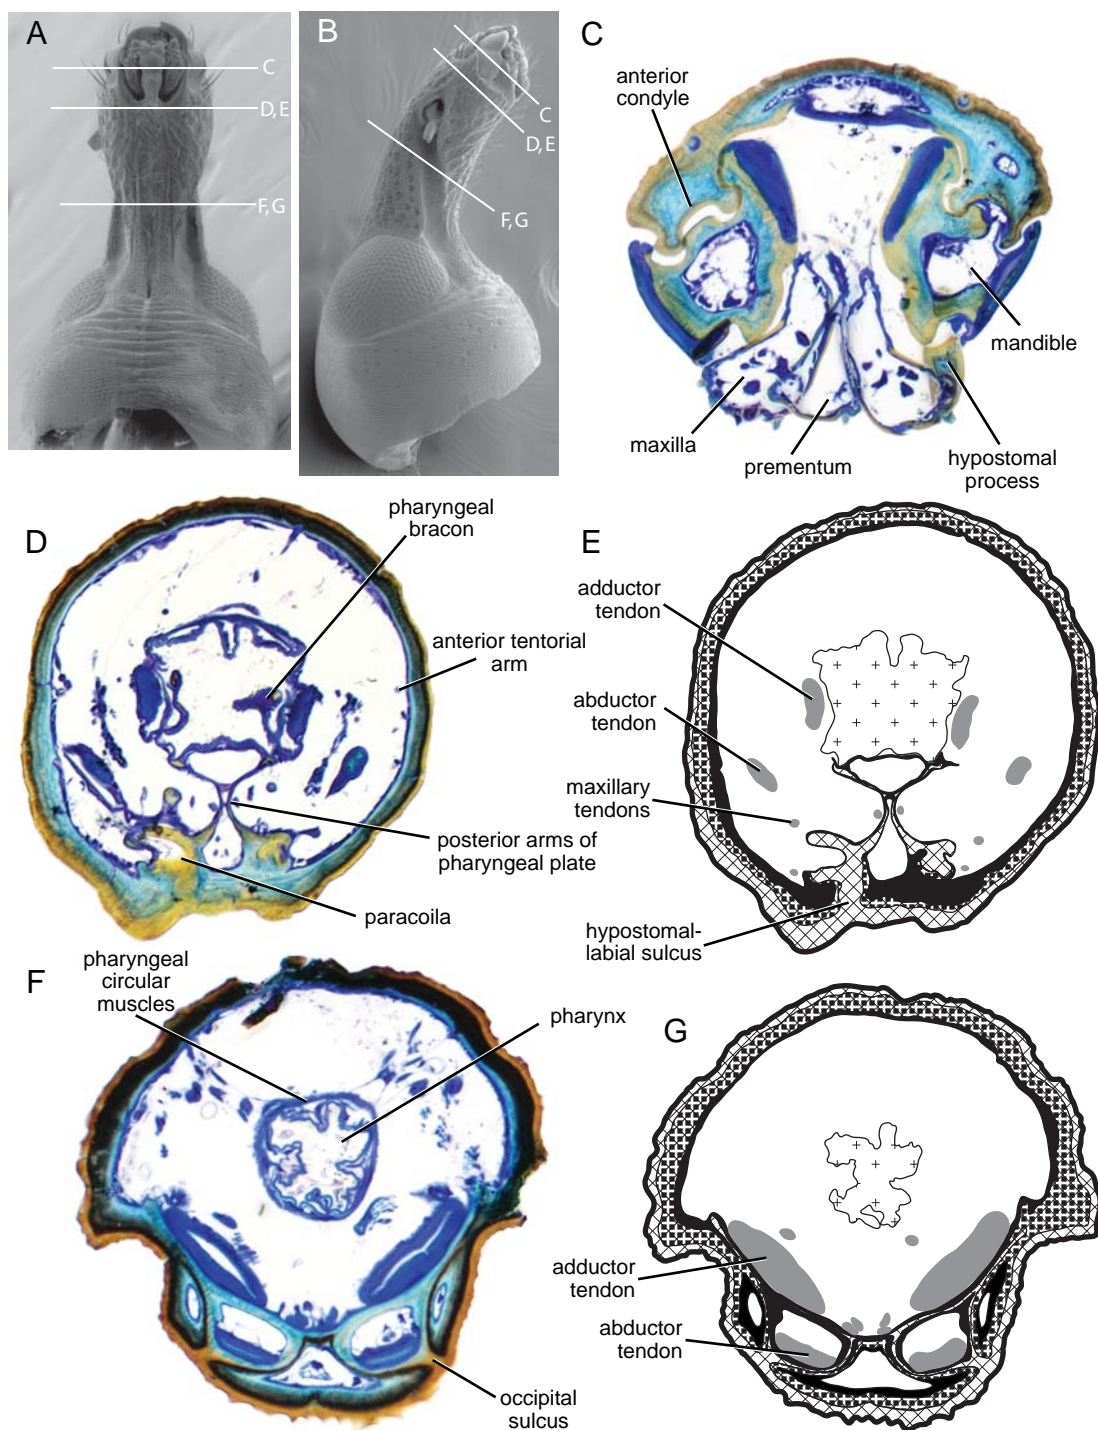 A
C
D,E
F,G
B
C
D,E
F,G
C
anterior
condyle
mandible
maxilla
prementum
hypostomal
process
D
pharyngeal
bracon
anterior tentorial
arm
posterior arms of
pharyngeal plate
paracoila
E
adductor
tendon
abductor
tendon
maxillary
tendons
hypostomal-
labial sulcus
F
pharyngeal
circular
muscles
pharynx
occipital
sulcus
G
adductor
tendon
abductor
tendon